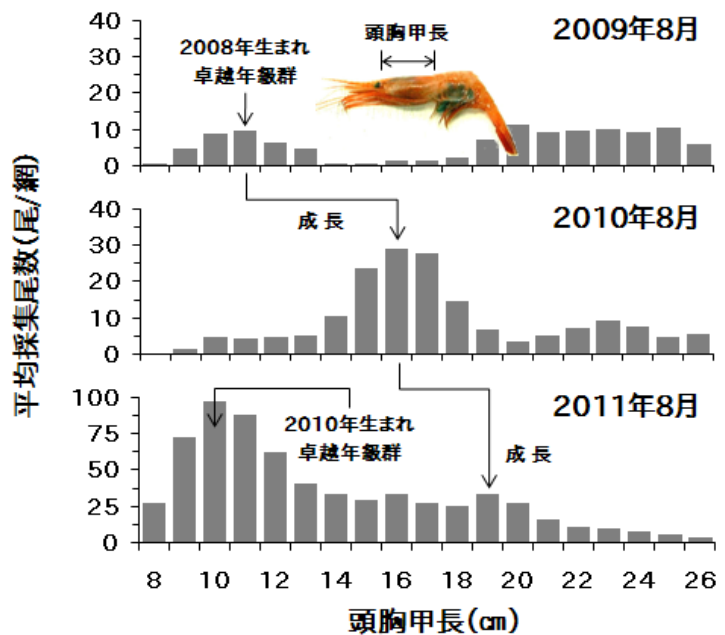 平均採集尾数(尾/網)
40
30
20
10
0
2008年生まれ
卓越年級群
頭胸甲長
2009年8月
40
30
20
10
0
成長
2010年8月
100
75
50
25
0
2010年生まれ
卓越年級群
成長
2011年8月
8 10 12 14 16 18 20 22 24 26
頭胸甲長(cm)